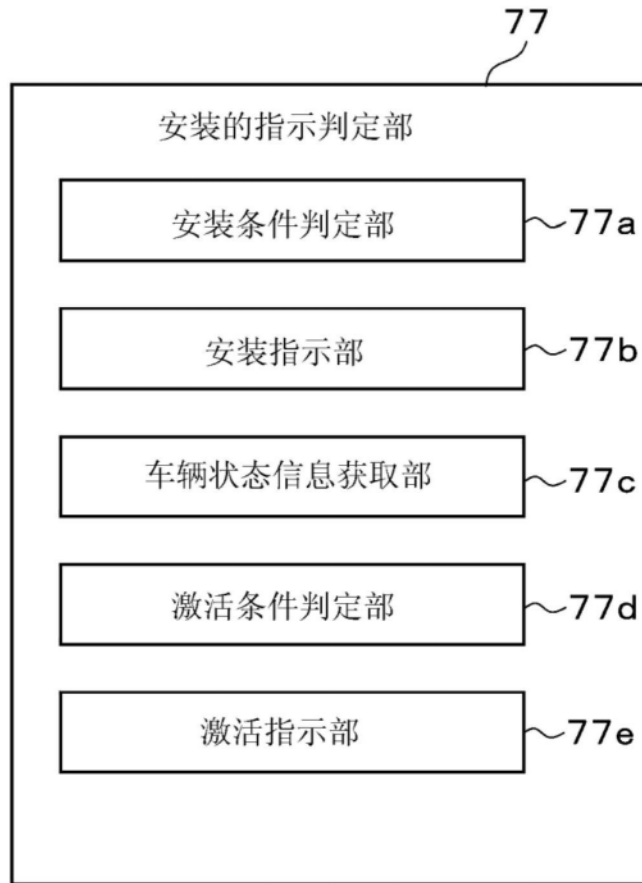 77
安装的指示判定部
安装条件判定部 77a
安装指示部 77b
车辆状态信息获取部 77c
激活条件判定部 77d
激活指示部 77e